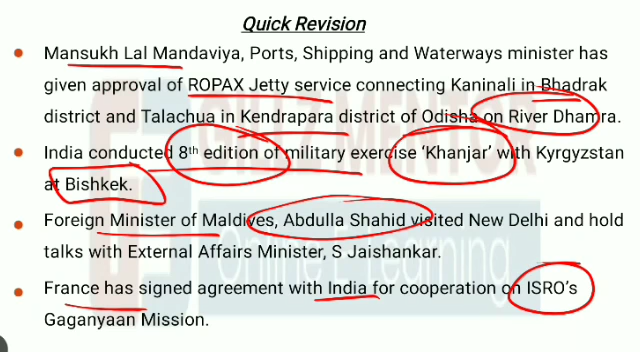 Quick Revision
Mansukh Lal Mandaviya, Ports, Shipping and Waterways minister has
given approval of ROPAX Jetty service connecting Kaninali in Bhadrak
district and Talachua in Kendrapara district of Odisha on River Dhamra.
India conducted 8th edition of military exercise ‘Khanjar’ with Kyrgyzstan
at Bishkek.
Foreign Minister of Maldives, Abdulla Shahid visited New Delhi and hold
talks with External Affairs Minister, S Jaishankar.
France has signed agreement with India for cooperation on ISRO’s
Gaganyaan Mission.